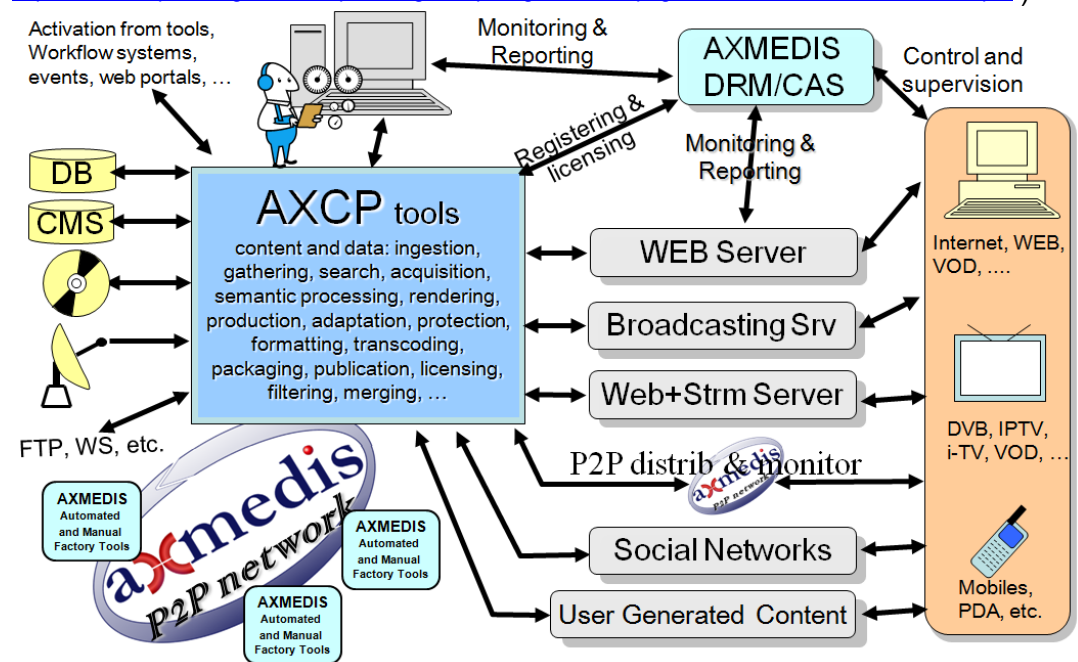 )
Activation from tools,
Workflow systems,
events, web portals, …
Monitoring &
Reporting
AXMEDIS
DRM/CAS
Control and
supervision
Registering &
licensing
Monitoring &
Reporting
DB
CMS
AXCP tools
content and data: ingestion,
gathering, search, acquisition,
semantic processing, rendering,
production, adaptation, protection,
formatting, transcoding,
packaging, publication, licensing,
filtering, merging, …
FTP, WS, etc.
WEB Server
Broadcasting Srv
Web+Strm Server
P2P distrib & monitor
axmedis
P2P network
Social Networks
User Generated Content
Internet, WEB,
VOD, ....
DVB, IPTV,
i-TV, VOD, …
Mobiles,
PDA, etc.
axmedis
P2P network
AXMEDIS
Automated
and Manual
Factory Tools
AXMEDIS
Automated
and Manual
Factory Tools
AXMEDIS
Automated
and Manual
Factory Tools